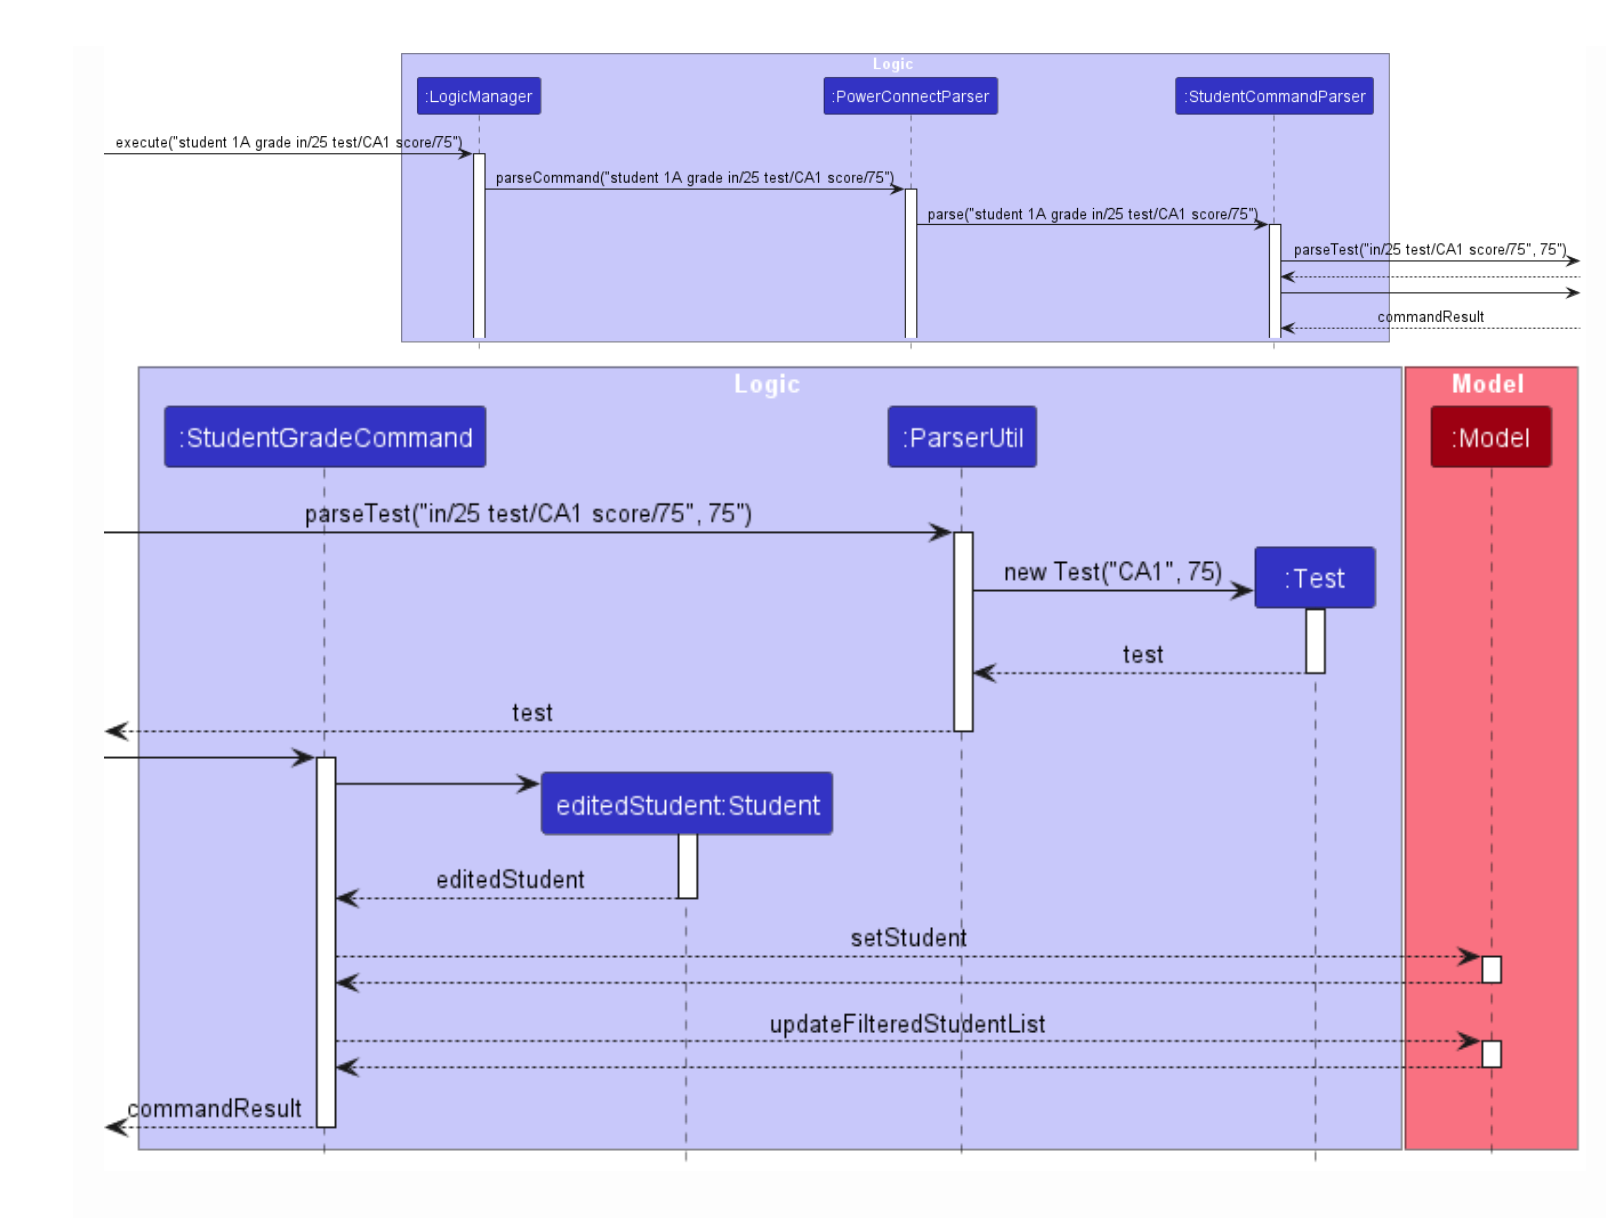 Logic
:LogicManager
:PowerConnectParser
:StudentCommandParser
execute("student 1A grade in/25 test/CA1 score/75")
parseCommand("student 1A grade in/25 test/CA1 score/75")
parse("student 1A grade in/25 test/CA1 score/75")
parseTest("in/25 test/CA1 score/75", 75")
commandResult
Logic
Model
:StudentGradeCommand
:ParserUtil
:Model
parseTest("in/25 test/CA1 score/75", 75")
new Test("CA1", 75)
:Test
test
test
editedStudent:Student
editedStudent
setStudent
updateFilteredStudentList
commandResult